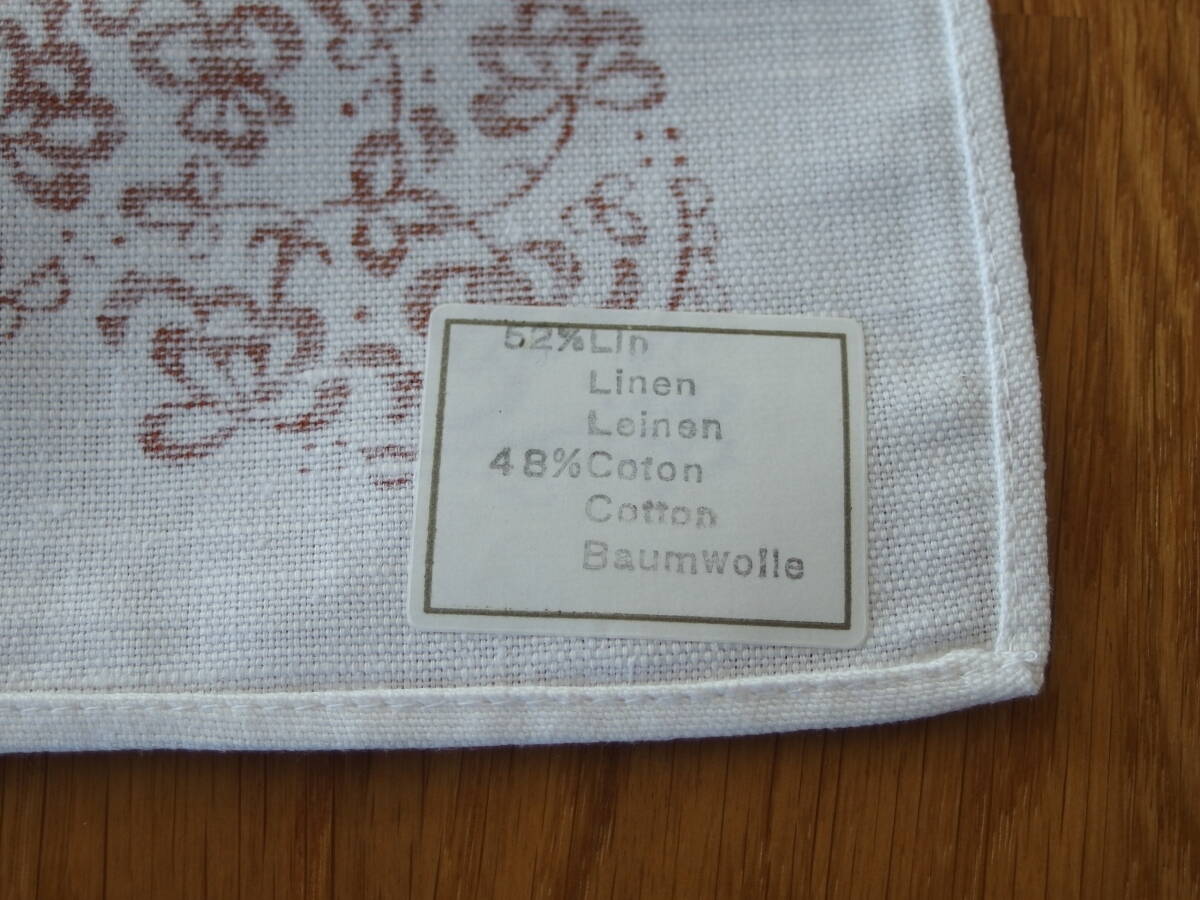 52%Lin
Linen
Leinen
48%Coton
Cotton
Baumwolle